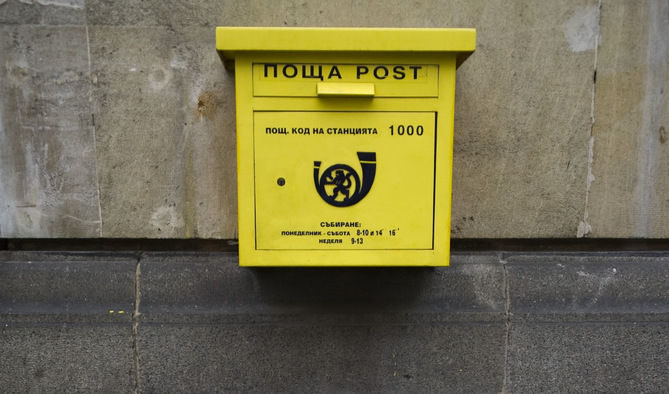 ПОЩА POST
ПОЩ. КОД НА СТАНЦИЯТА 1000
СЪБИРАНЕ:
ПОНЕДЕЛНИК - СЪБОТА 8-10 И 14 16
НЕДЕЛЯ 9-13